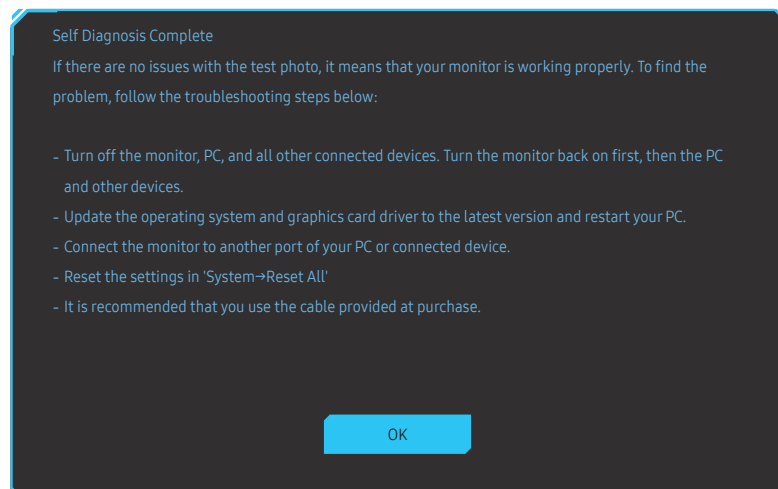 Self Diagnosis Complete
If there are no issues with the test photo, it means that your monitor is working properly. To find the
problem, follow the troubleshooting steps below:
- Turn off the monitor, PC, and all other connected devices. Turn the monitor back on first, then the PC
and other devices.
- Update the operating system and graphics card driver to the latest version and restart your PC.
- Connect the monitor to another port of your PC or connected device.
- Reset the settings in 'System→Reset All'
- It is recommended that you use the cable provided at purchase.
OK